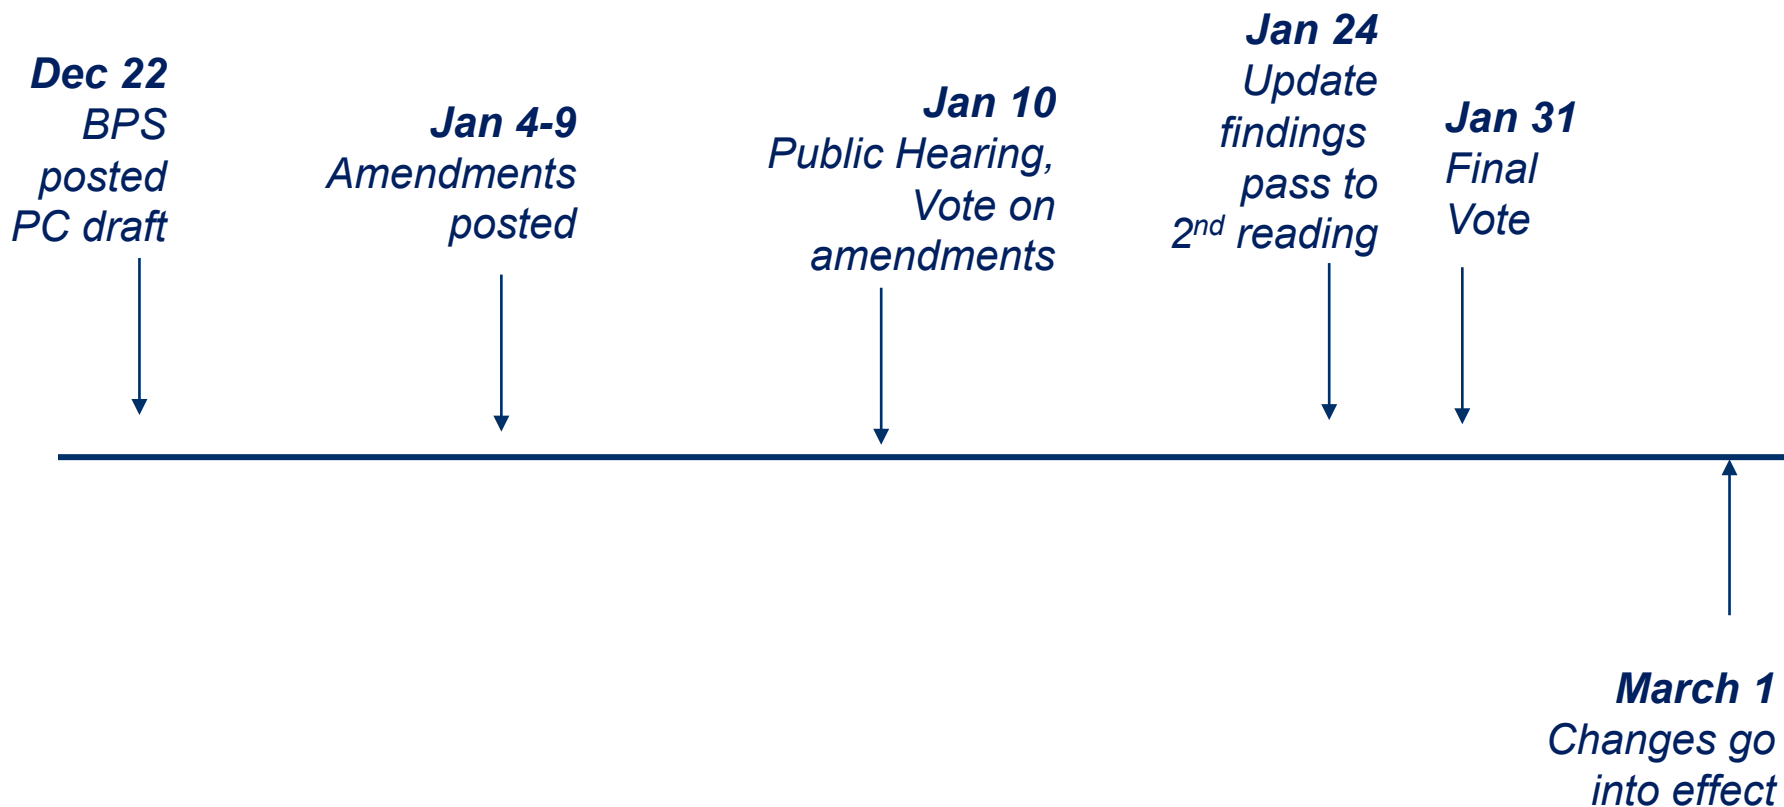 Dec 22
BPS
posted
PC draft
Jan 4-9
Amendments
posted
Jan 10
Public Hearing,
Vote on
amendments
Jan 24
Update
findings
pass to
2nd reading
Jan 31
Final
Vote
March 1
Changes go
into effect